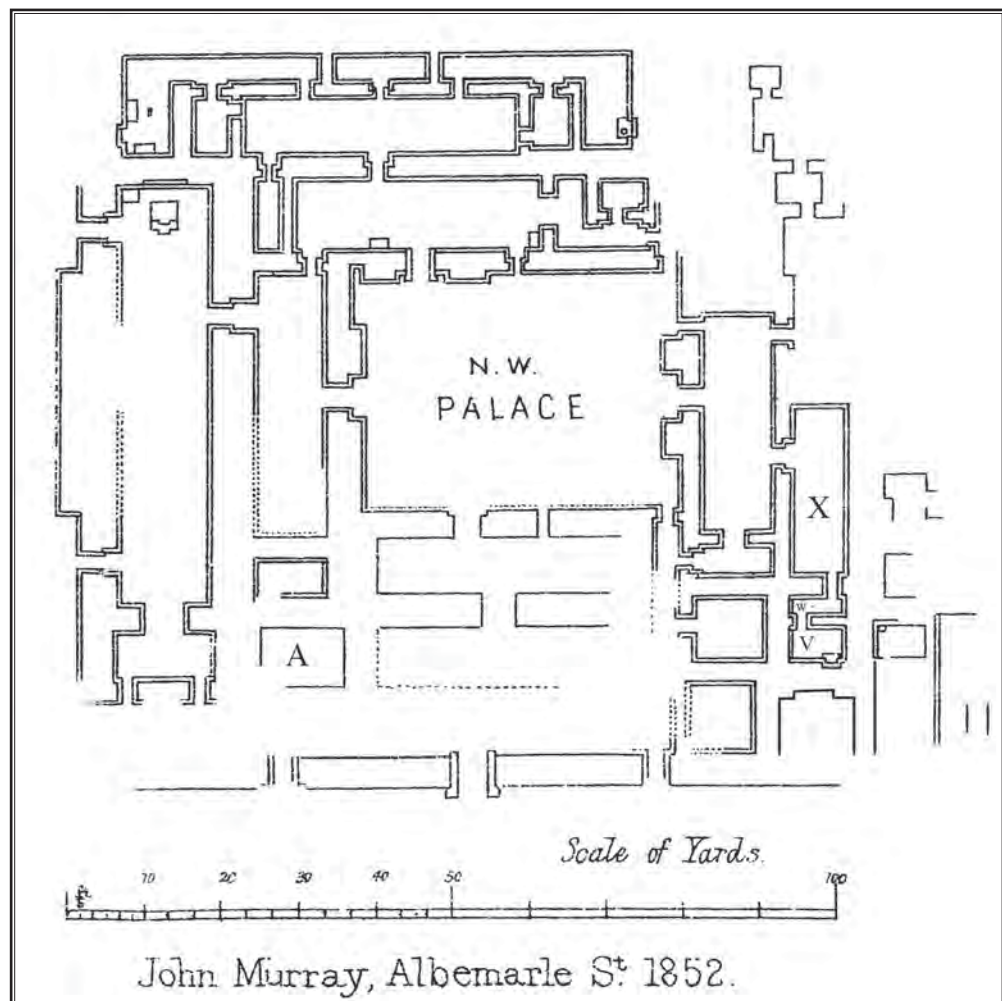 N.W.
PALACE
X
W
V
A
Scale of Yards.
10 20 30 40 50 100
John Murray, Albemarle St. 1852.